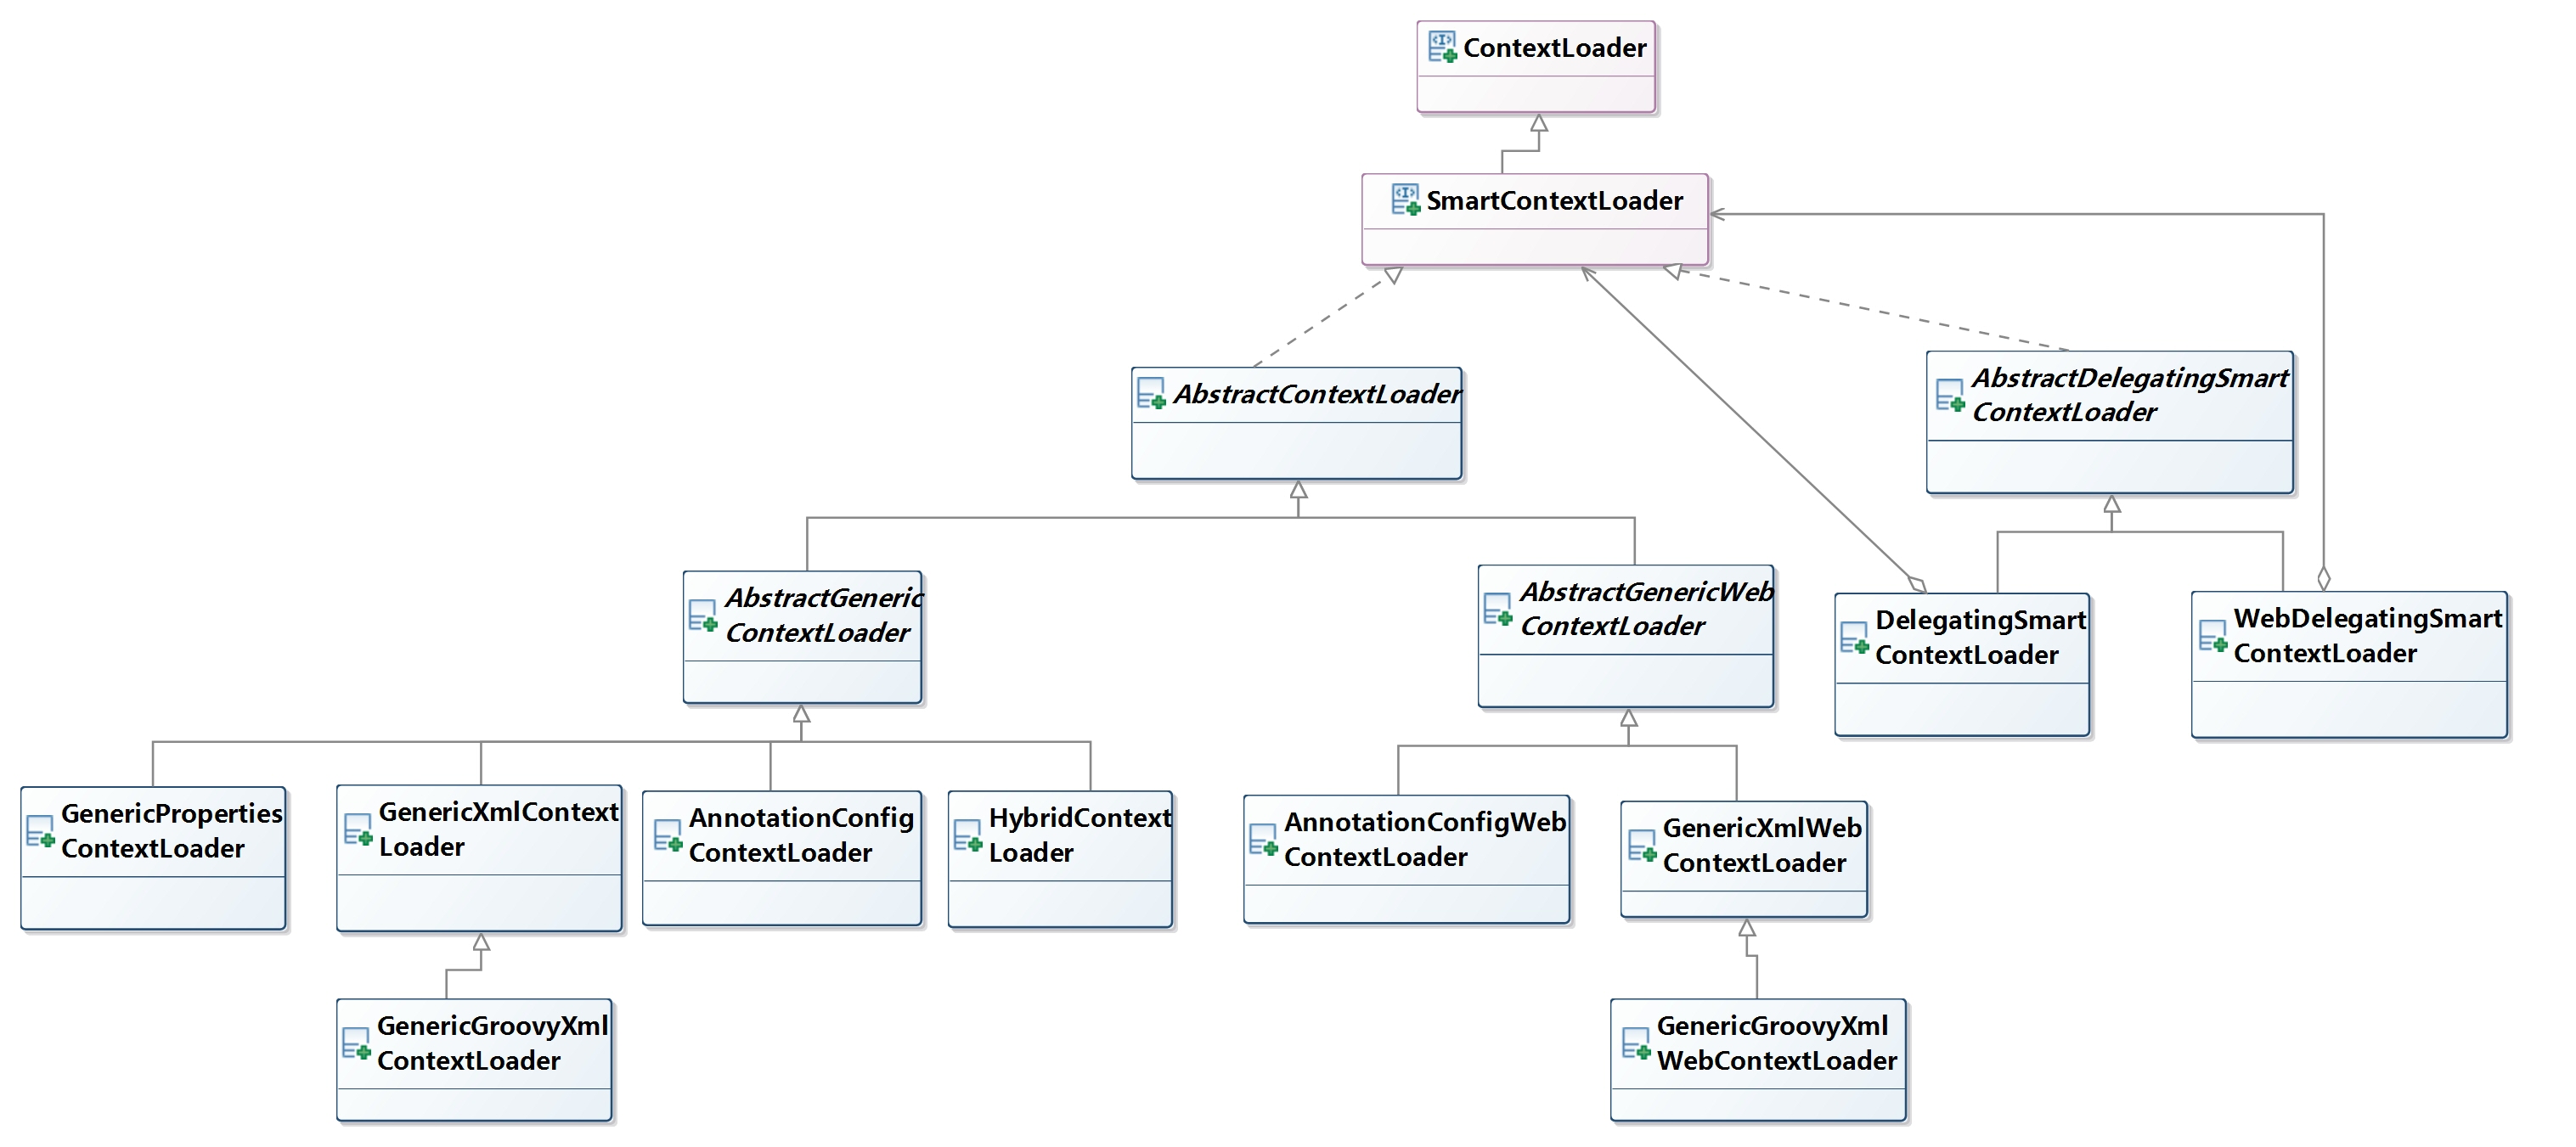 ContextLoader
SmartContextLoader
AbstractContextLoader
AbstractDelegatingSmart
ContextLoader
AbstractGeneric
ContextLoader
AbstractGenericWeb
ContextLoader
DelegatingSmart
ContextLoader
WebDelegatingSmart
ContextLoader
GenericProperties
ContextLoader
GenericXmlContext
Loader
AnnotationConfig
ContextLoader
HybridContext
Loader
AnnotationConfigWeb
ContextLoader
GenericXmlWeb
ContextLoader
GenericGroovyXml
ContextLoader
GenericGroovyXml
WebContextLoader